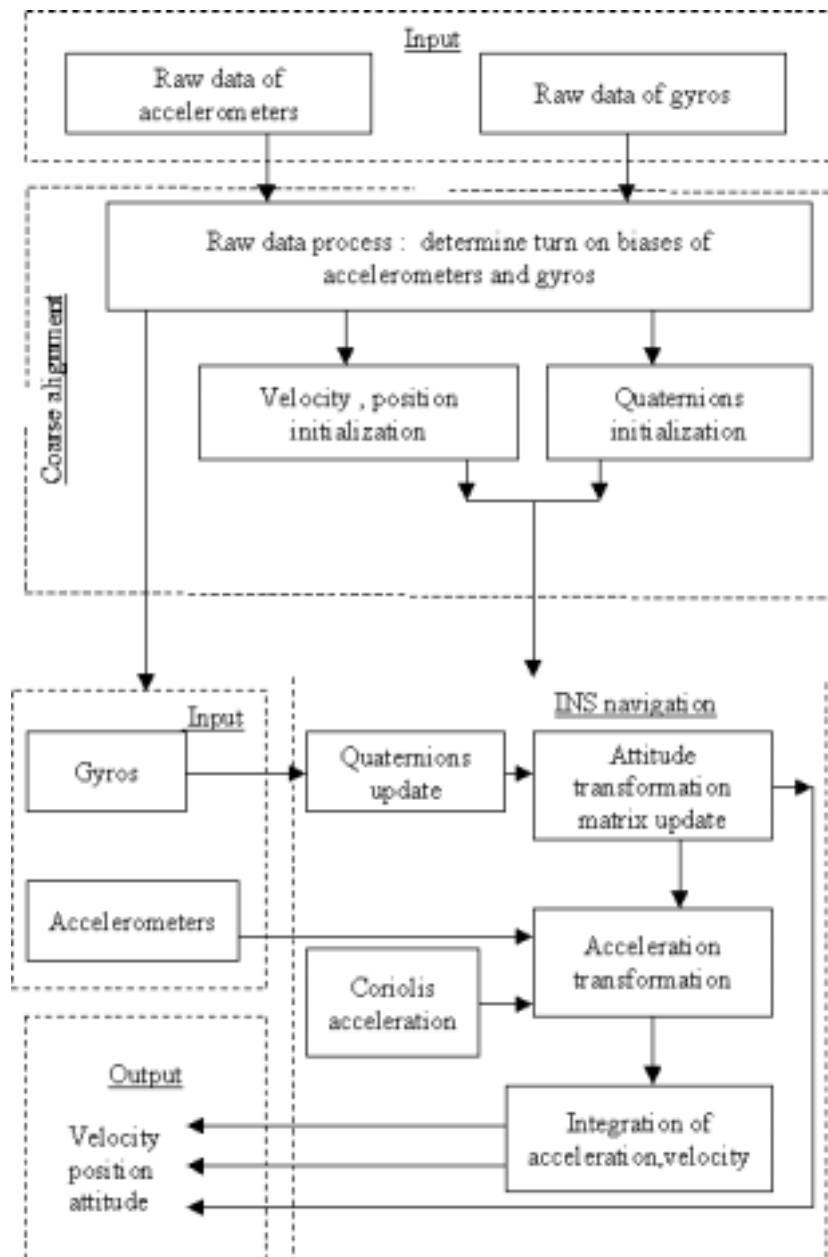 Input
Raw data of
accelerometers
Raw data of gyros
Raw data process : determine turn on biases of
accelerometers and gyros
Coarse alignment
Velocity , position
initialization
Quaternions
initialization
Input
INS navigation
Gyros
Quaternions
update
Attitude
transformation
matrix update
Accelerometers
Acceleration
transformation
Coriolis
acceleration
Output
Velocity
position
attitude
Integration of
acceleration,velocity